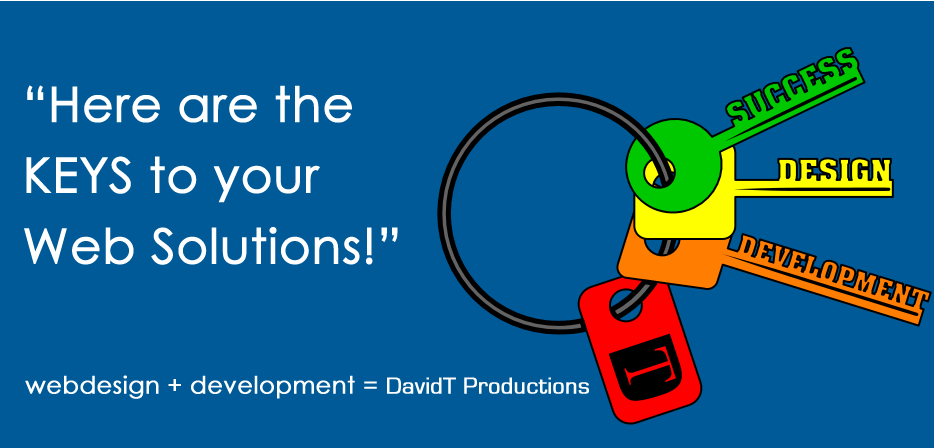 “Here are the
KEYS to your
Web Solutions!”
SUCCESS
DESIGN
DEVELOPMENT
webdesign + development = DavidT Productions